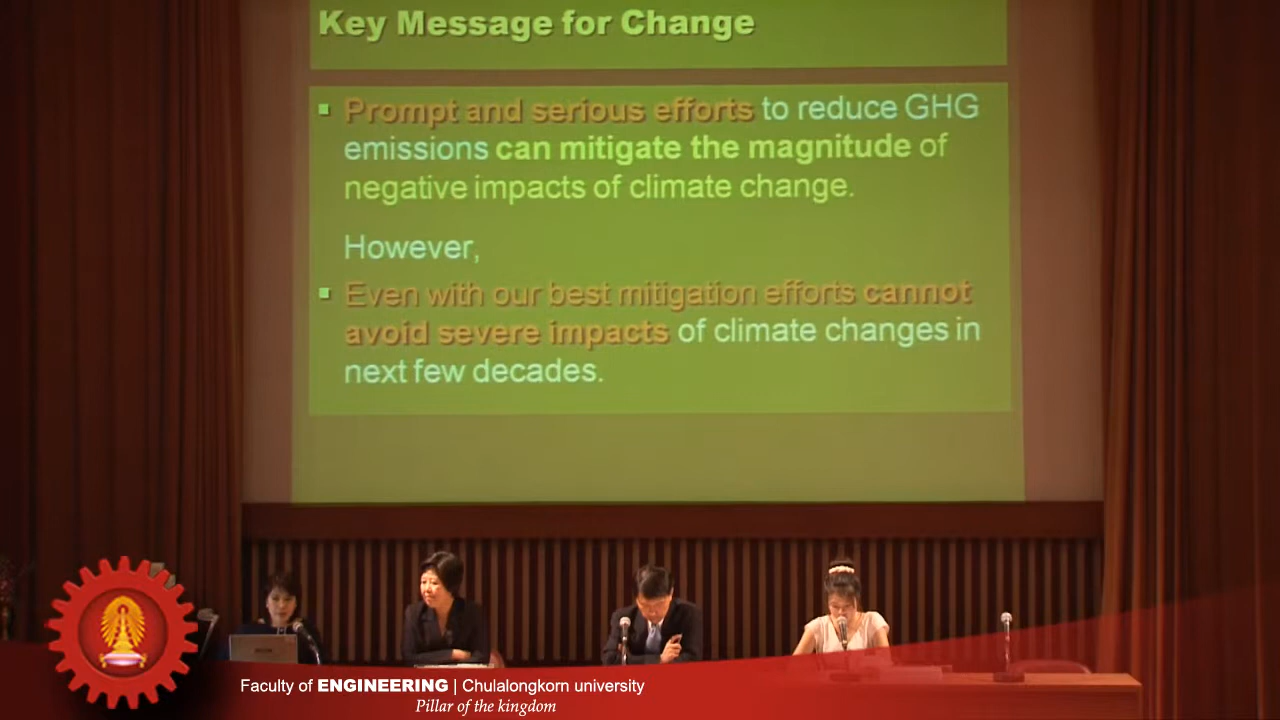 Key Message for Change
▪ Prompt and serious efforts to reduce GHG
emissions can mitigate the magnitude of
negative impacts of climate change.
However,
▪ Even with our best mitigation efforts cannot
avoid severe impacts of climate changes in
next few decades.
Faculty of ENGINEERING | Chulalongkorn university
Pillar of the kingdom